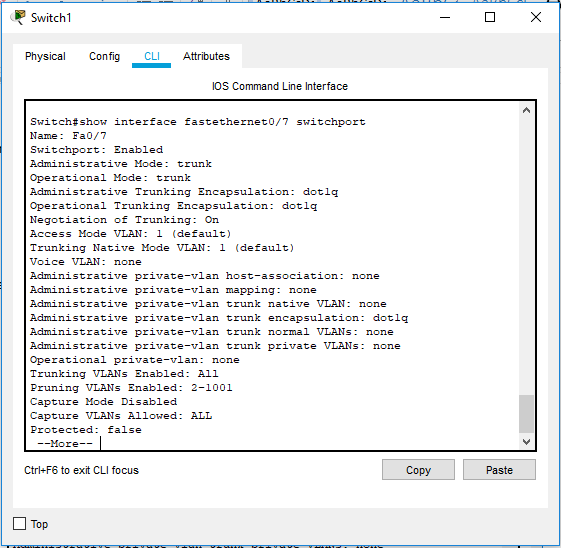 Switch1
Physical Config CLI Attributes
IOS Command Line Interface
Switch#show interface fastethernet0/7 switchport
Name: Fa0/7
Switchport: Enabled
Administrative Mode: trunk
Operational Mode: trunk
Administrative Trunking Encapsulation: dot1q
Operational Trunking Encapsulation: dot1q
Negotiation of Trunking: On
Access Mode VLAN: 1 (default)
Trunking Native Mode VLAN: 1 (default)
Voice VLAN: none
Administrative private-vlan host-association: none
Administrative private-vlan mapping: none
Administrative private-vlan trunk native VLAN: none
Administrative private-vlan trunk encapsulation: dot1q
Administrative private-vlan trunk normal VLANs: none
Administrative private-vlan trunk private VLANs: none
Operational private-vlan: none
Trunking VLANs Enabled: All
Pruning VLANs Enabled: 2-1001
Capture Mode Disabled
Capture VLANs Allowed: ALL
Protected: false
--More--
Ctrl+F6 to exit CLI focus Copy Paste
Top